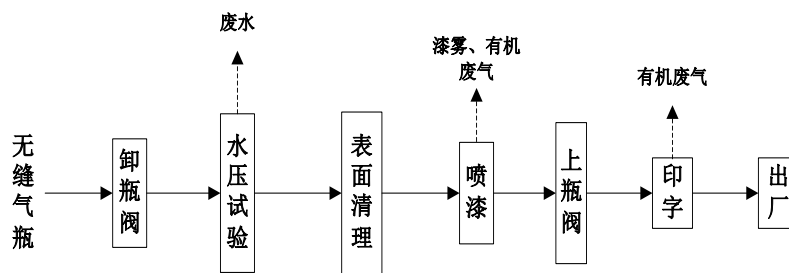 废水
漆雾、有机
废气
有机废气
无缝气瓶
卸瓶阀
水压试验
表面清理
喷漆
上瓶阀
印字
出厂